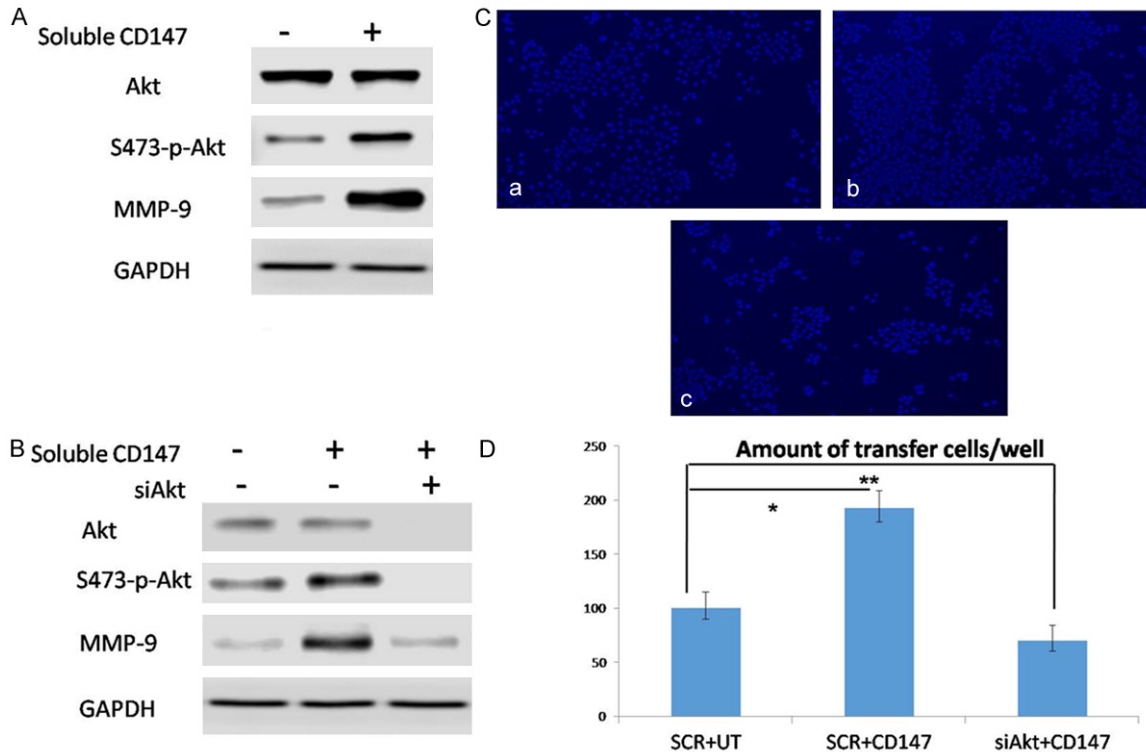 A
Soluble CD147 - +
Akt
S473-p-Akt
MMP-9
GAPDH
B
Soluble CD147 - + +
siAkt - - +
Akt
S473-p-Akt
MMP-9
GAPDH
C
a
b
c
D
Amount of transfer cells/well
**
*
250
200
150
100
50
0
SCR+UT SCR+CD147 siAkt+CD147